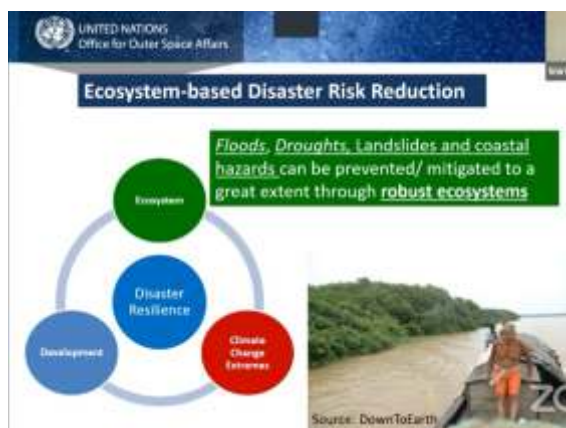 UNITED NATIONS
Office for Outer Space Affairs
Ecosystem-based Disaster Risk Reduction
Floods, Droughts, Landslides and coastal
hazards can be prevented/ mitigated to a
great extent through robust ecosystems
Ecosystem
Disaster
Resilience
Development
Climate
Change
Extremes
Source: DownToEarth